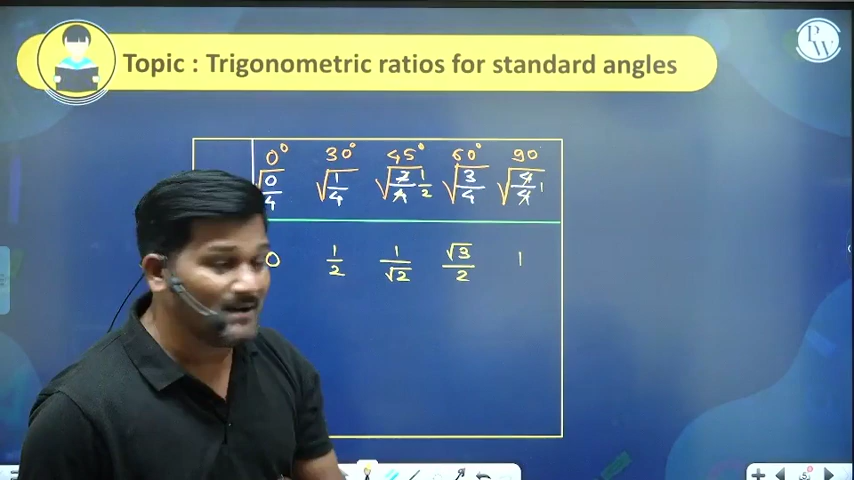 Topic : Trigonometric ratios for standard angles
PW
0° 30° 45° 60° 90
√0/4 √1/4 √2/4 1/2 √3/4 √4/4 1
0 1/2 1/√2 √3/2 1